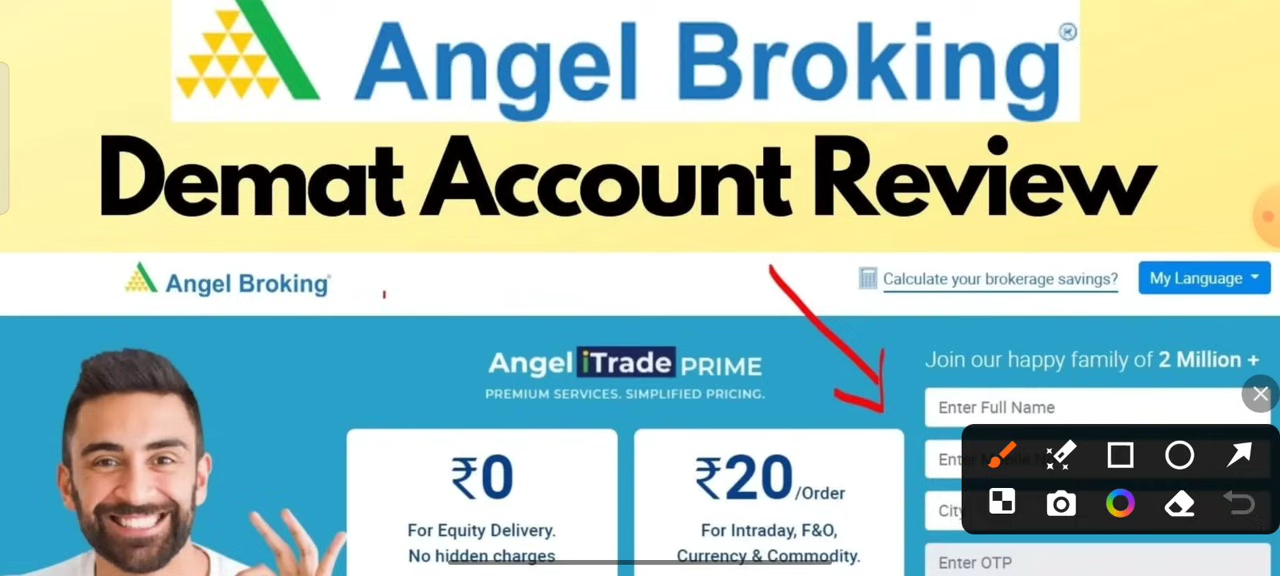 Angel Broking®
Demat Account Review
Angel Broking
Calculate your brokerage savings?
My Language
Angel iTrade PRIME
PREMIUM SERVICES. SIMPLIFIED PRICING.
Join our happy family of 2 Million +
Enter Full Name
₹0
For Equity Delivery.
No hidden charges
₹20/Order
For Intraday, F&O,
Currency & Commodity.
City
Enter OTP